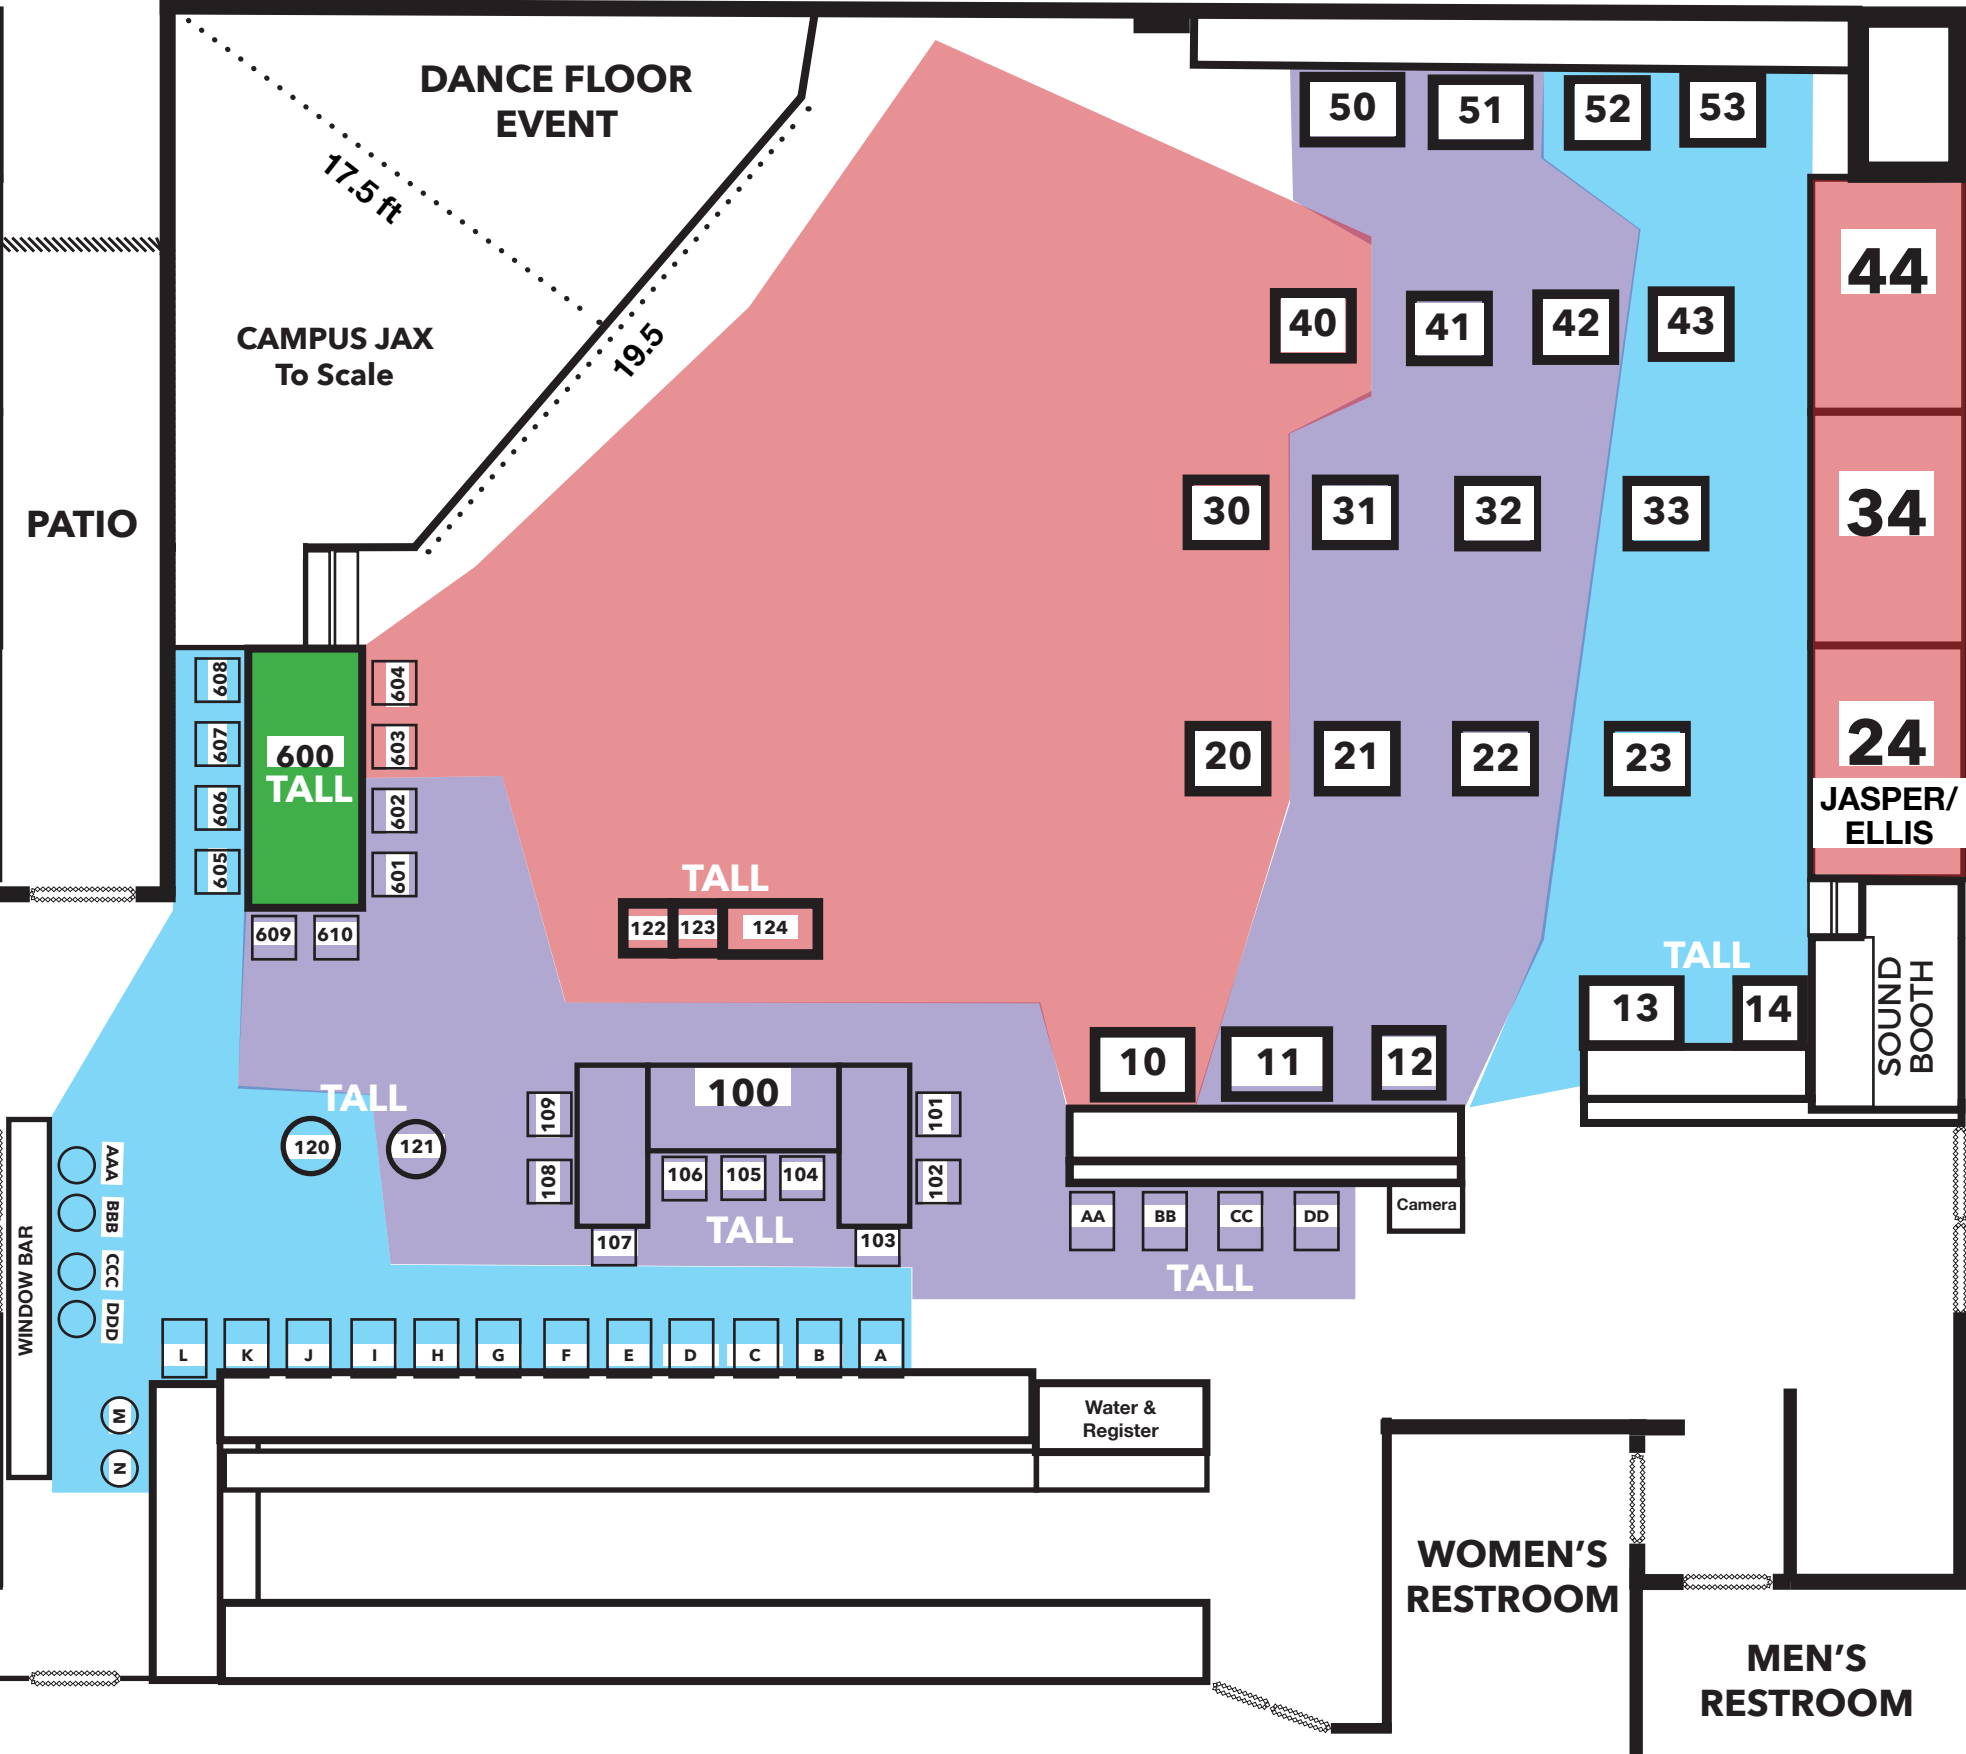 DANCE FLOOR
EVENT
17.5 ft
19.5
CAMPUS JAX
To Scale
PATIO
50
51
52
53
40
41
42
43
44
30
31
32
33
34
20
21
22
23
24
JASPER/
ELLIS
608
607
606
605
600
TALL
604
603
602
601
609
610
TALL
122
123
124
TALL
13
14
SOUND
BOOTH
10
11
12
TALL
120
121
109
108
100
106
105
104
101
102
107
TALL
103
AA
BB
CC
DD
Camera
TALL
WINDOW BAR
AAA
BBB
CCC
DDD
L
K
J
I
H
G
F
E
D
C
B
A
M
N
Water &
Register
WOMEN'S
RESTROOM
MEN'S
RESTROOM